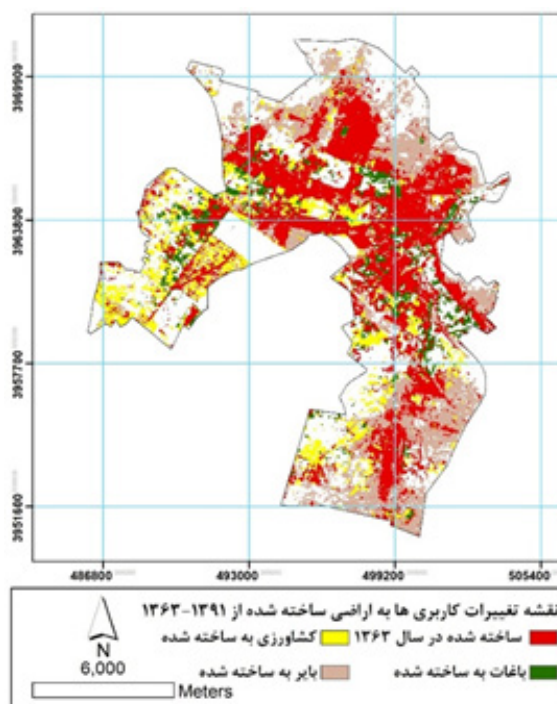 3969900
3963800
3957700
3951600
486800 493000 499200 505400
نقشه تغییرات کاربری ها به اراضی ساخته شده از ۱۳۹۱-۱۳۶۳
ساخته شده در سال ۱۳۶۳
کشاورزی به ساخته شده
باغات به ساخته شده
بایر به ساخته شده
N
6,000
Meters